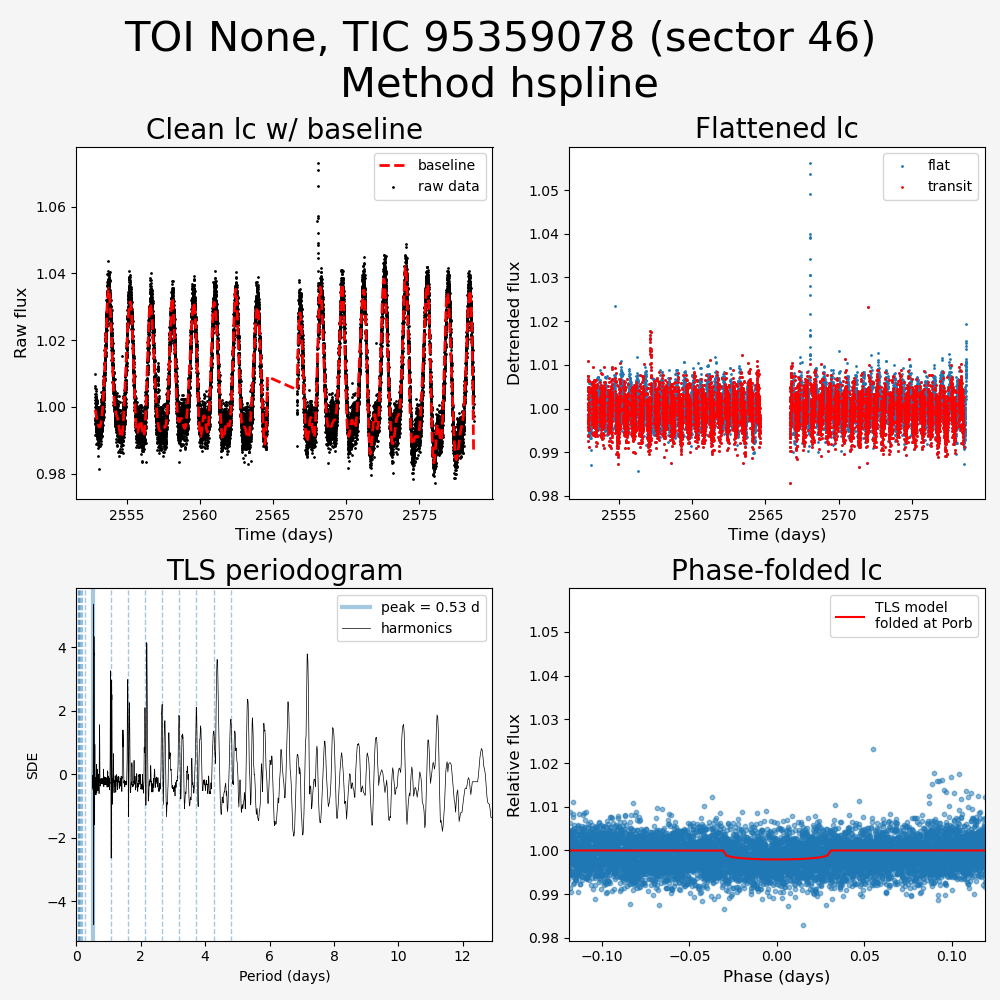 TOI None, TIC 95359078 (sector 46)
Method hspline
Clean lc w/ baseline
baseline
raw data
1.06
1.04
1.02
1.00
0.98
Raw flux
2555
2560
2565
2570
2575
Time (days)
Flattened lc
flat
transit
1.05
1.04
1.03
1.02
1.01
1.00
0.99
0.98
Detrended flux
2555
2560
2565
2570
2575
Time (days)
TLS periodogram
peak = 0.53 d
harmonics
4
2
0
−2
−4
SDE
0
2
4
6
8
10
12
Period (days)
Phase-folded lc
TLS model
folded at Porb
1.05
1.04
1.03
1.02
1.01
1.00
0.99
0.98
Relative flux
−0.10
−0.05
0.00
0.05
0.10
Phase (days)